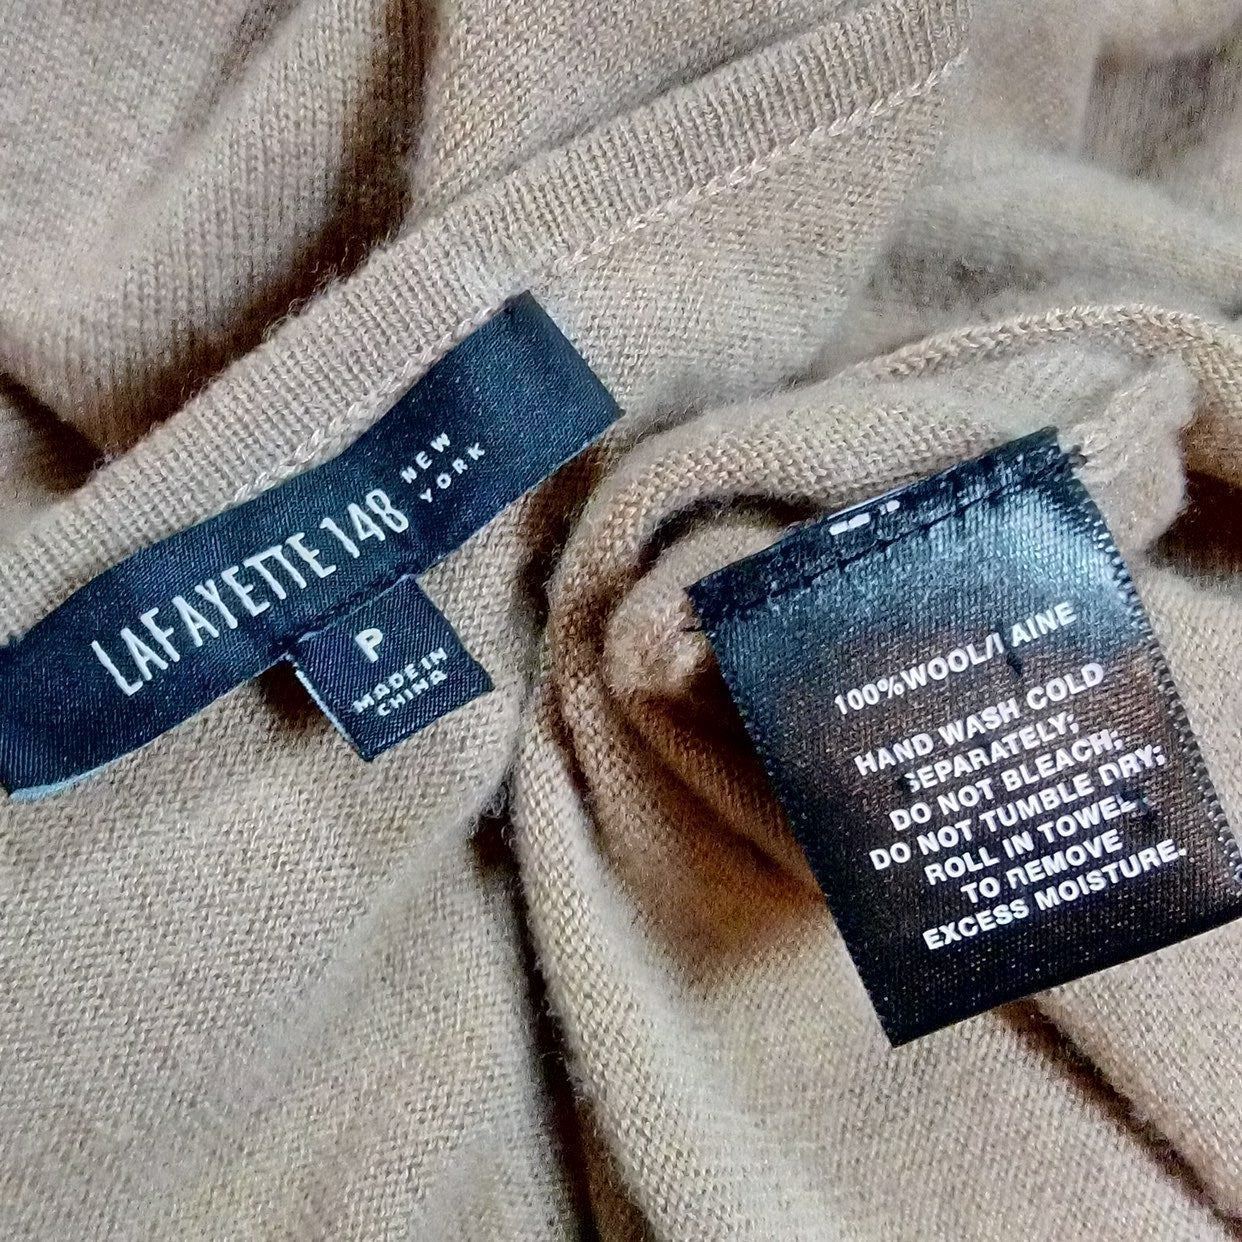 LAFAYETTE 148
NEW
YORK
P
MADE IN
CHINA
100%WOOL/LAINE
HAND WASH COLD
SEPARATELY;
DO NOT BLEACH;
DO NOT TUMBLE DRY;
ROLL IN TOWEL
TO REMOVE
EXCESS MOISTURE.